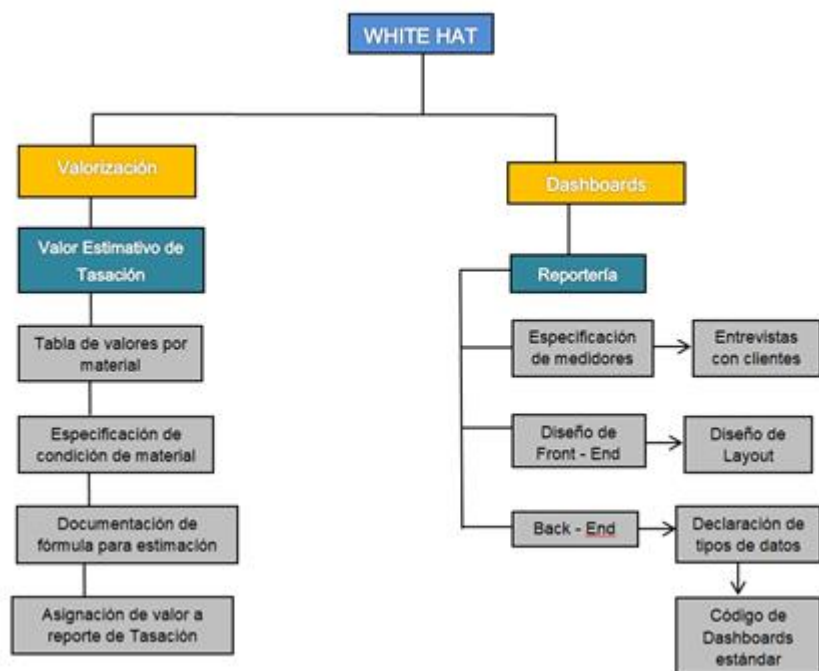 WHITE HAT
Valorización
Valor Estimativo de
Tasación
Tabla de valores por
material
Especificación de
condición de material
Documentación de
fórmula para estimación
Asignación de valor a
reporte de Tasación
Dashboards
Reportería
Especificación
de medidores
Entrevistas
con clientes
Diseño de
Front - End
Diseño de
Layout
Back - End
Declaración de
tipos de datos
Código de
Dashboards
estándar